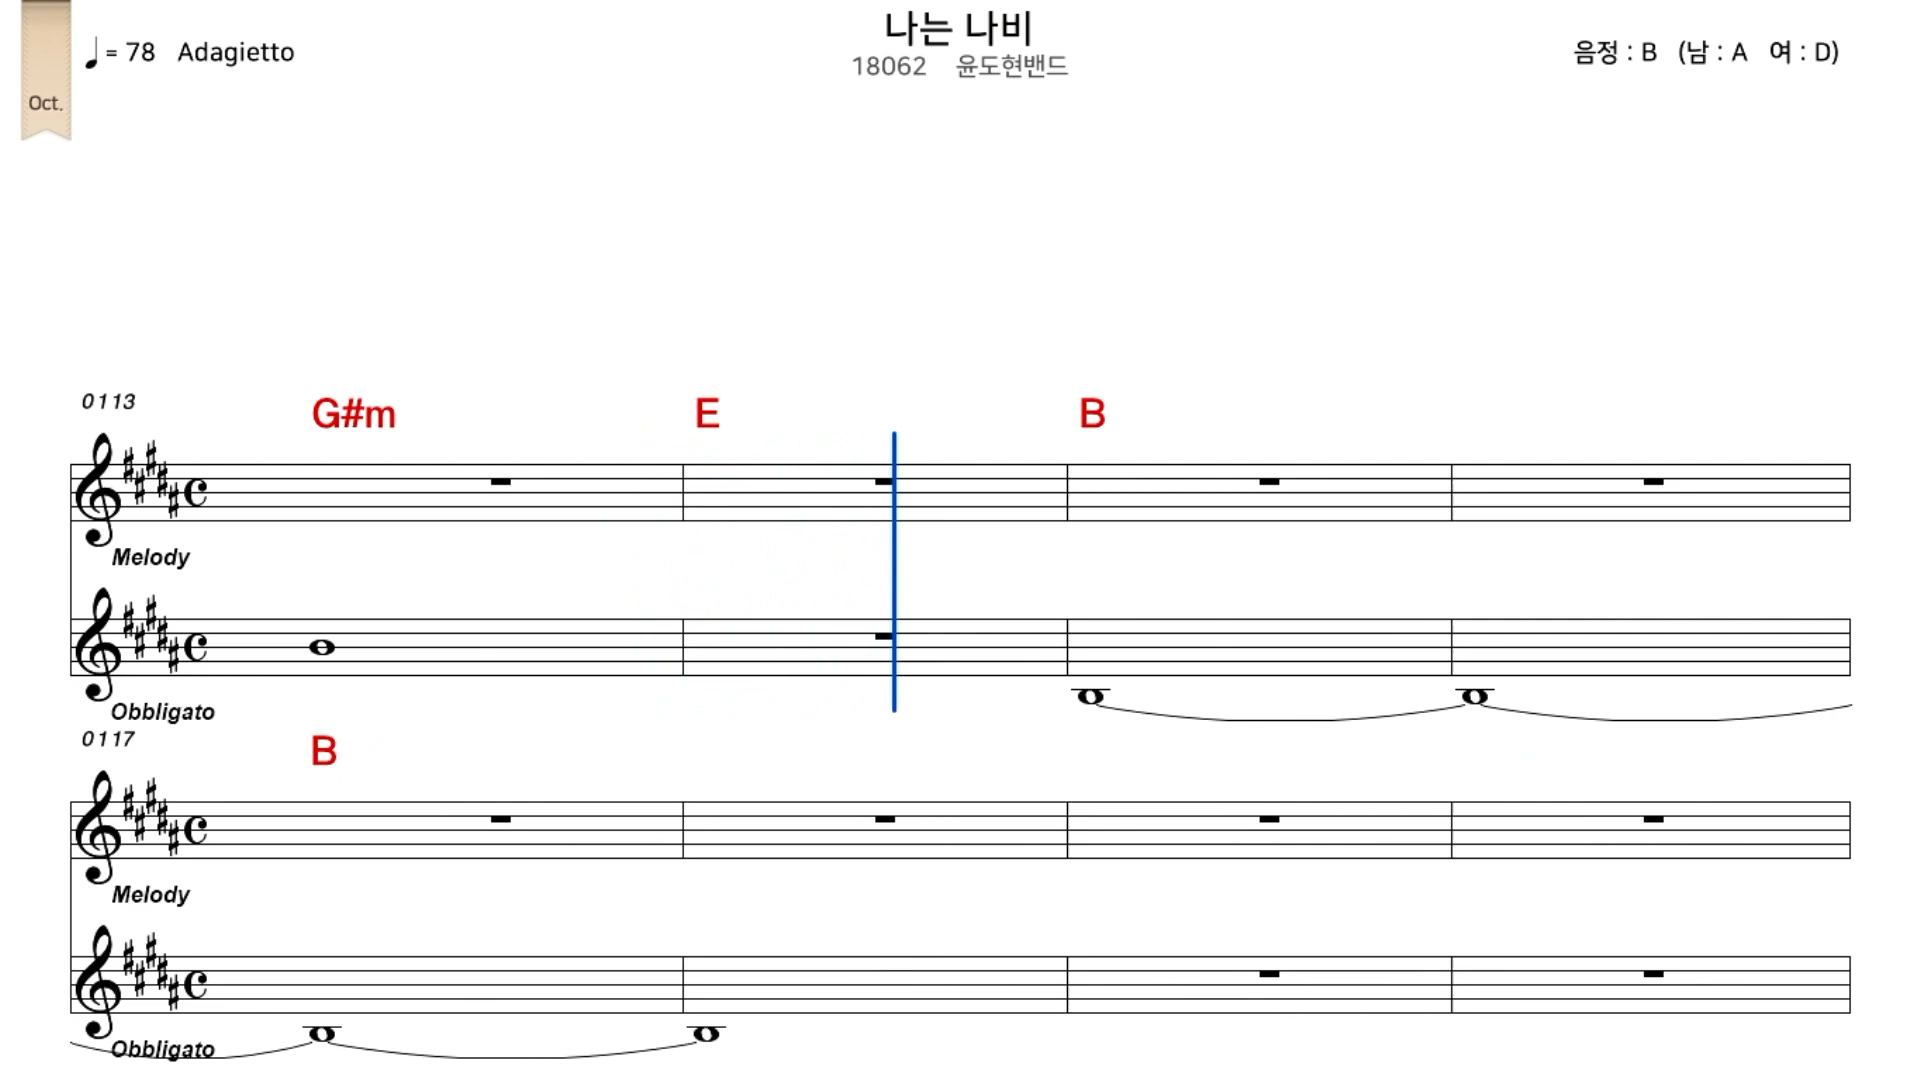 나는 나비
♩ = 78 Adagietto
18062 윤도현밴드
음정 : B (남 : A 여 : D)
Oct.
0113
G#m E B
Melody
Obbligato
0117
B
Melody
Obbligato